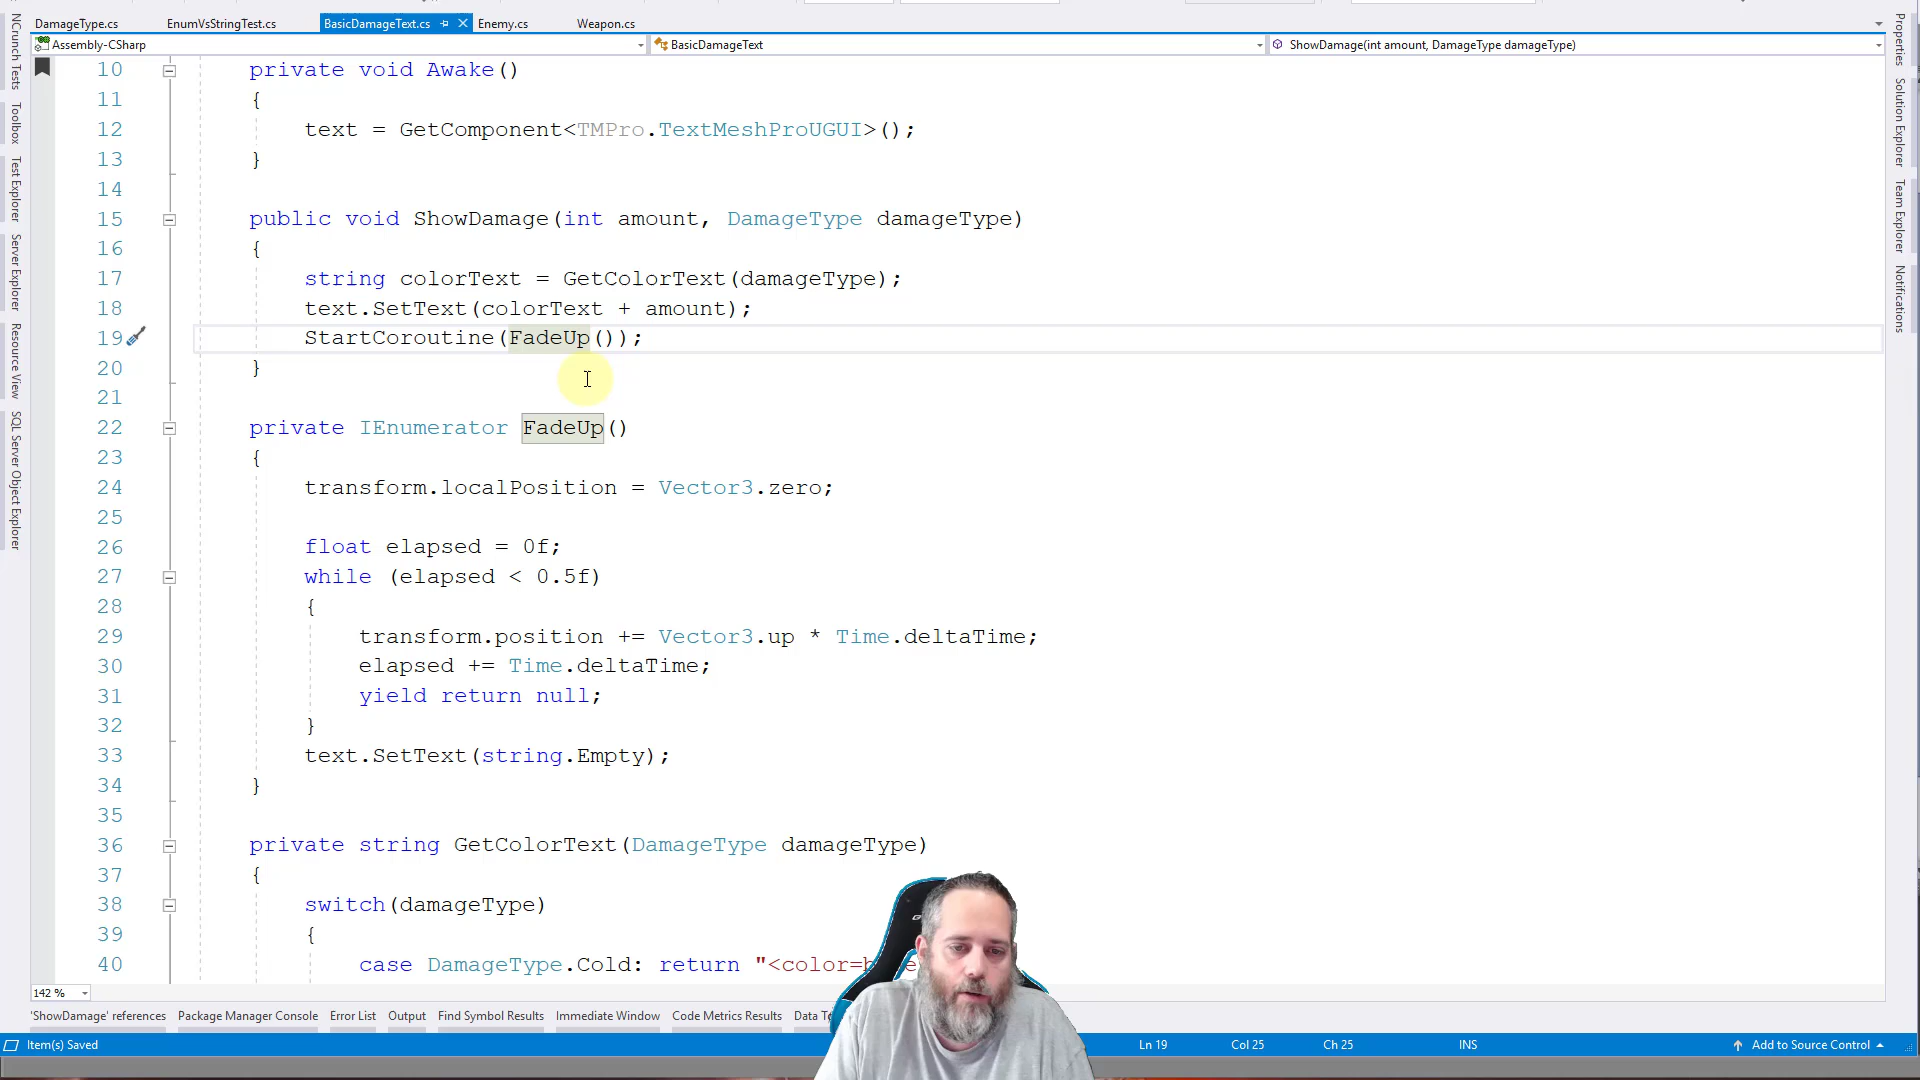 DamageType.cs EnumVsStringTest.cs BasicDamageText.cs Enemy.cs Weapon.cs
Assembly-CSharp BasicDamageText ShowDamage(int amount, DamageType damageType)
NCrunch Tests
Toolbox
Test Explorer
Server Explorer
Resource View
SQL Server Object Explorer
10 private void Awake()
11 {
12 text = GetComponent<TMPro.TextMeshProUGUI>();
13 }
14
15 public void ShowDamage(int amount, DamageType damageType)
16 {
17 string colorText = GetColorText(damageType);
18 text.SetText(colorText + amount);
19 StartCoroutine(FadeUp());
20 }
21
22 private IEnumerator FadeUp()
23 {
24 transform.localPosition = Vector3.zero;
25
26 float elapsed = 0f;
27 while (elapsed < 0.5f)
28 {
29 transform.position += Vector3.up * Time.deltaTime;
30 elapsed += Time.deltaTime;
31 yield return null;
32 }
33 text.SetText(string.Empty);
34 }
35
36 private string GetColorText(DamageType damageType)
37 {
38 switch(damageType)
39 {
40 case DamageType.Cold: return "<color=
Properties
Solution Explorer
Team Explorer
Notifications
142 %
'ShowDamage' references Package Manager Console Error List Output Find Symbol Results Immediate Window Code Metrics Results Data
Item(s) Saved Ln 19 Col 25 Ch 25 INS Add to Source Control